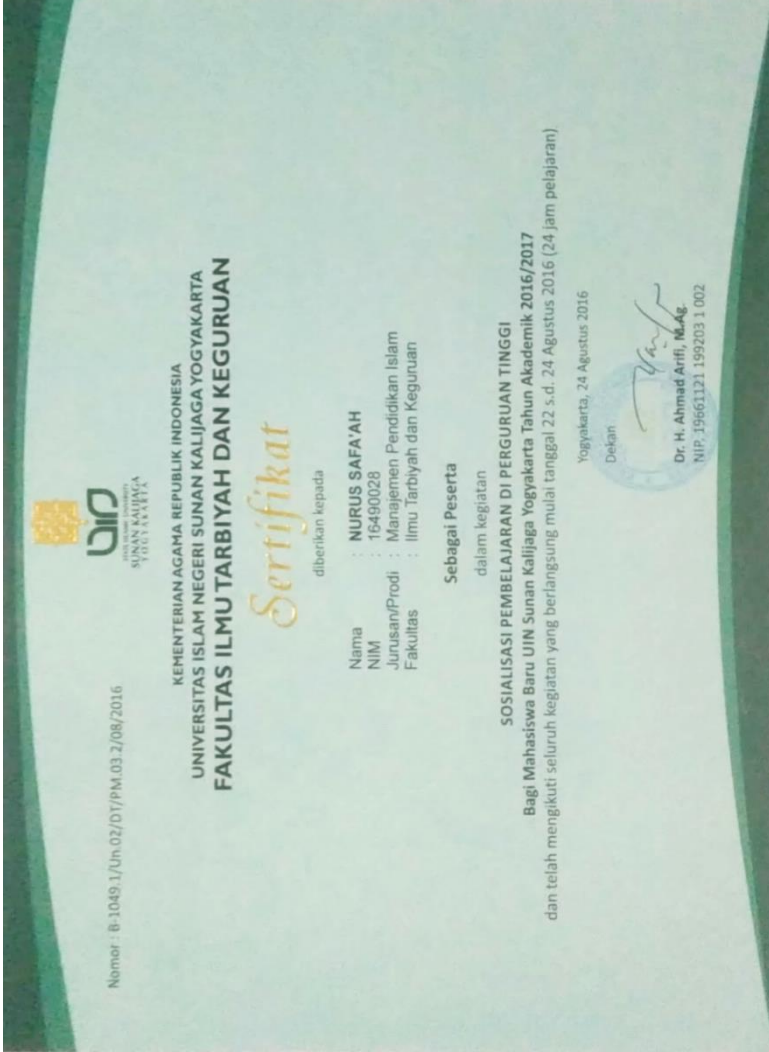 Nomor : B-1049.1/Un.02/DT/PM.03.2/08/2016
uin
SUNAN KALIJAGA
YOGYAKARTA
KEMENTERIAN AGAMA REPUBLIK INDONESIA
UNIVERSITAS ISLAM NEGERI SUNAN KALIJAGA YOGYAKARTA
FAKULTAS ILMU TARBIYAH DAN KEGURUAN
Sertifikat
diberikan kepada
Nama : NURUS SAFA'AH
NIM : 16490028
Jurusan/Prodi : Manajemen Pendidikan Islam
Fakultas : Ilmu Tarbiyah dan Keguruan
Sebagai Peserta
dalam kegiatan
SOSIALISASI PEMBELAJARAN DI PERGURUAN TINGGI
Bagi Mahasiswa Baru UIN Sunan Kalijaga Yogyakarta Tahun Akademik 2016/2017
dan telah mengikuti seluruh kegiatan yang berlangsung mulai tanggal 22 s.d. 24 Agustus 2016 (24 jam pelajaran)
Yogyakarta, 24 Agustus 2016
Dekan
Dr. H. Ahmad Arifi, M.Ag.
NIP. 19661121 199203 1 002